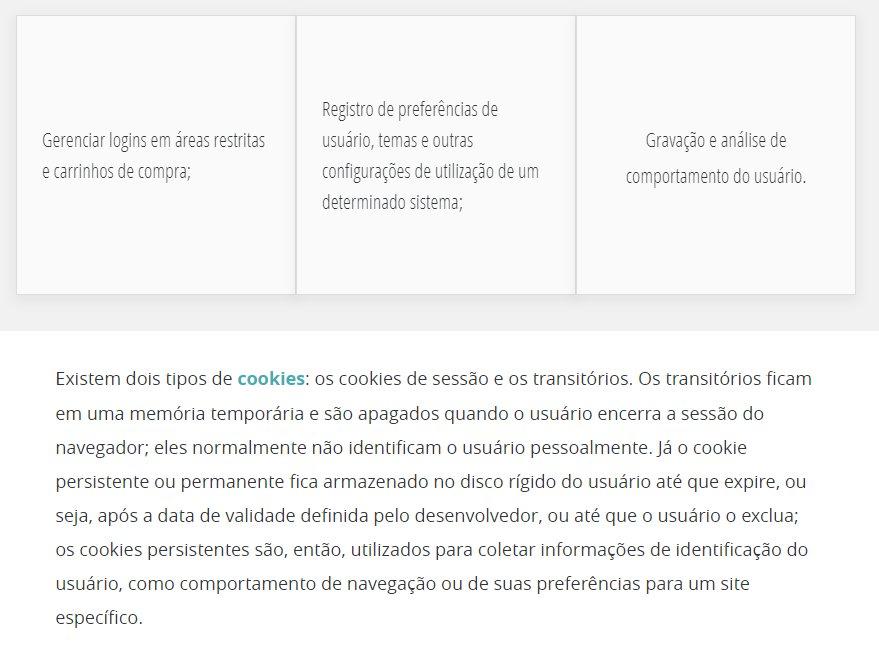 Gerenciar logins em áreas restritas
e carrinhos de compra;
Registro de preferências de
usuário, temas e outras
configurações de utilização de um
determinado sistema;
Gravação e análise de
comportamento do usuário.
Existem dois tipos de cookies: os cookies de sessão e os transitórios. Os transitórios ficam
em uma memória temporária e são apagados quando o usuário encerra a sessão do
navegador; eles normalmente não identificam o usuário pessoalmente. Já o cookie
persistente ou permanente fica armazenado no disco rígido do usuário até que expire, ou
seja, após a data de validade definida pelo desenvolvedor, ou até que o usuário o exclua;
os cookies persistentes são, então, utilizados para coletar informações de identificação do
usuário, como comportamento de navegação ou de suas preferências para um site
específico.